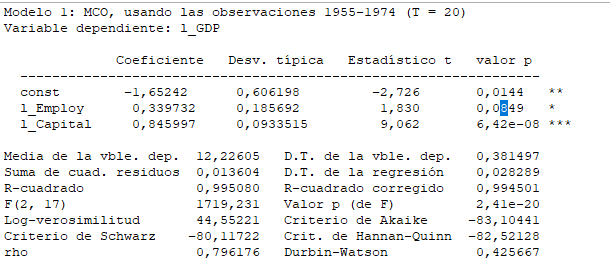 Modelo 1: MCO, usando las observaciones 1955-1974 (T = 20)
Variable dependiente: l_GDP
Coeficiente Desv. típica Estadístico t valor p
----------------------------------------------------------------
const −1,65242 0,606198 −2,726 0,0144 **
l_Employ 0,339732 0,185692 1,830 0,0849 *
l_Capital 0,845997 0,0933515 9,062 6,42e-08 ***
Media de la vble. dep. 12,22605 D.T. de la vble. dep. 0,381497
Suma de cuad. residuos 0,013604 D.T. de la regresión 0,028289
R-cuadrado 0,995080 R-cuadrado corregido 0,994501
F(2, 17) 1719,231 Valor p (de F) 2,41e-20
Log-verosimilitud 44,55221 Criterio de Akaike −83,10441
Criterio de Schwarz −80,11722 Crit. de Hannan-Quinn −82,52128
rho 0,796176 Durbin-Watson 0,425667